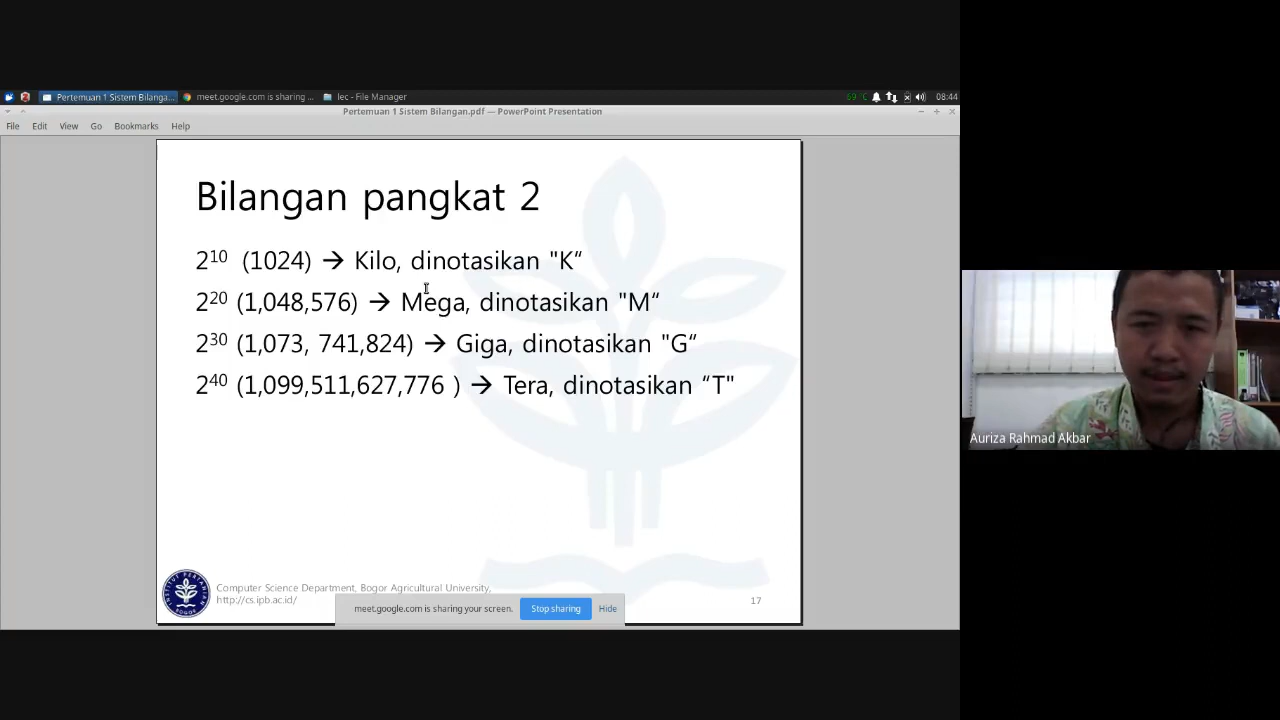 Pertemuan 1 Sistem Bilanga...
meet.google.com is sharing ...
lec - File Manager
69 °C
08:44
Pertemuan 1 Sistem Bilangan.pdf — PowerPoint Presentation
File Edit View Go Bookmarks Help
Bilangan pangkat 2
2¹⁰ (1024) → Kilo, dinotasikan "K“
2²⁰ (1,048,576) → Mega, dinotasikan "M“
2³⁰ (1,073, 741,824) → Giga, dinotasikan "G“
2⁴⁰ (1,099,511,627,776 ) → Tera, dinotasikan “T"
Auriza Rahmad Akbar
Computer Science Department, Bogor Agricultural University,
http://cs.ipb.ac.id/
17
meet.google.com is sharing your screen. Stop sharing Hide